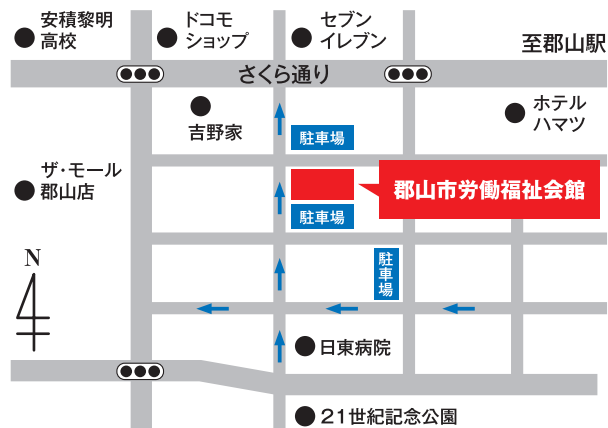 安積黎明
高校
ドコモ
ショップ
セブン
イレブン
至郡山駅
さくら通り
吉野家
駐車場
ホテル
ハマツ
ザ・モール
郡山店
郡山市労働福祉会館
駐車場
N
駐車場
日東病院
21世紀記念公園